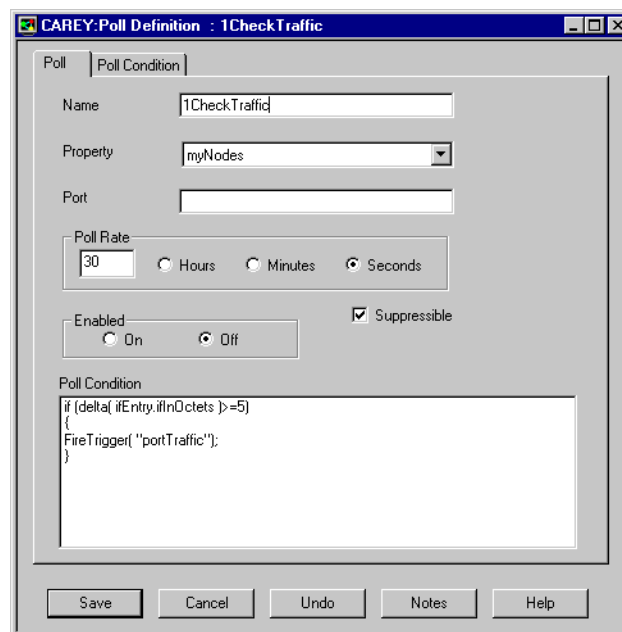 CAREY:Poll Definition : 1CheckTraffic
Poll Poll Condition
Name 1CheckTraffic
Property myNodes
Port
Poll Rate
30 Hours Minutes Seconds
Enabled Suppressible
On Off
Poll Condition
if (delta( ifEntry.ifInOctets )>=5)
{
FireTrigger( "portTraffic");
}
Save Cancel Undo Notes Help